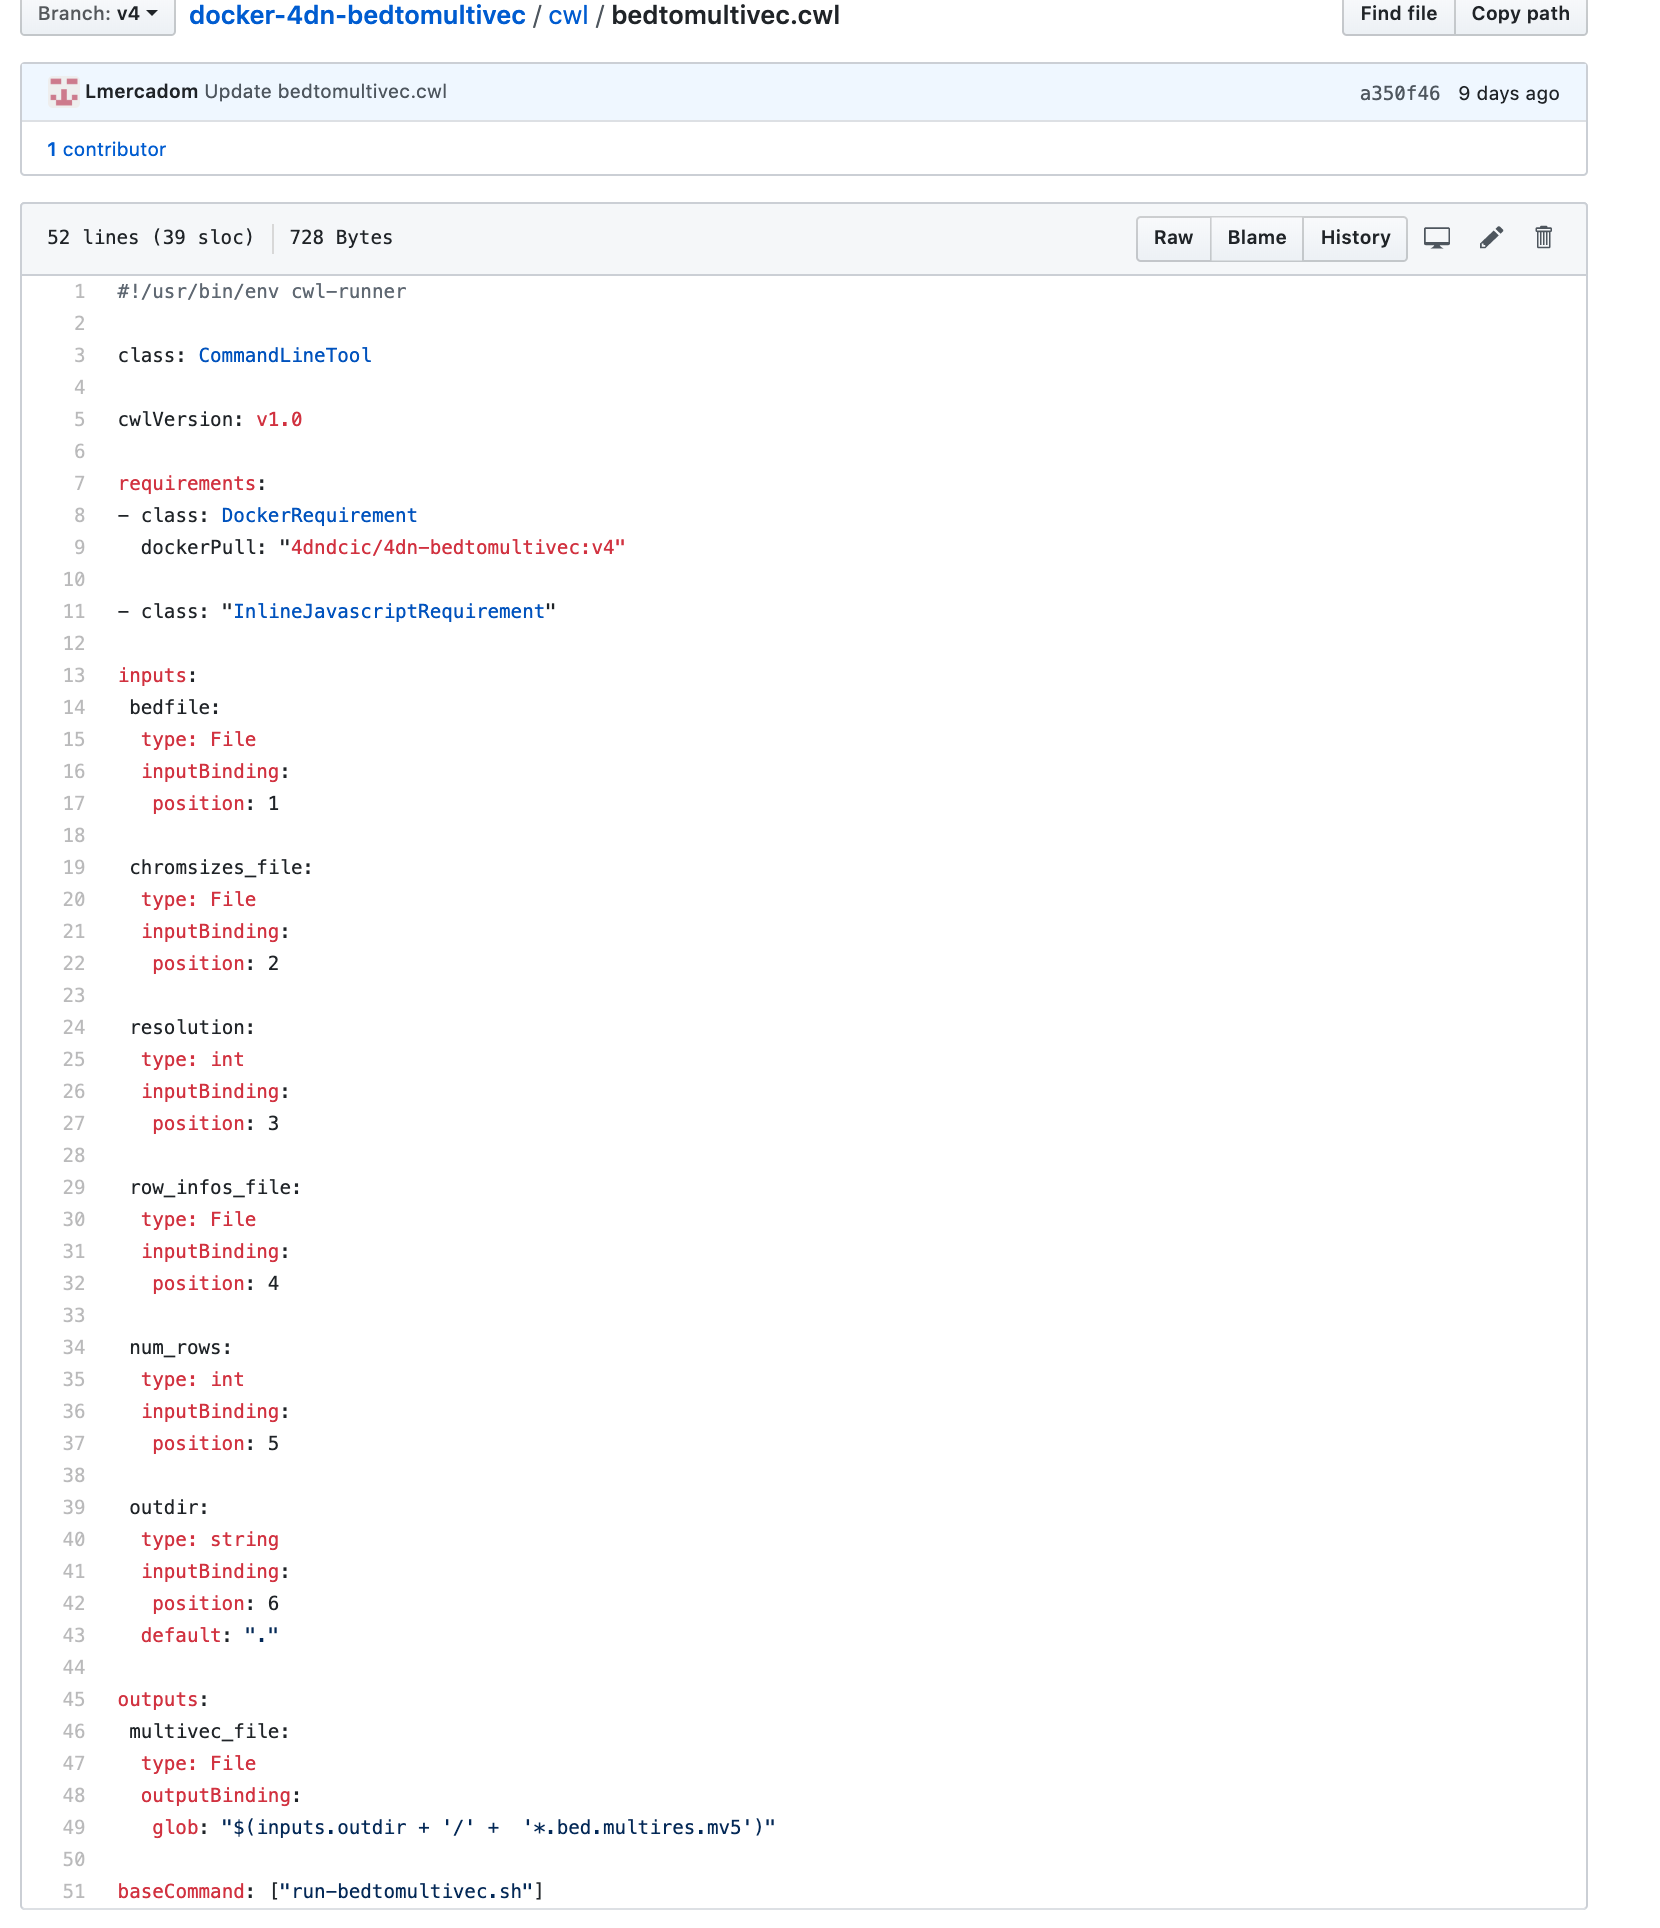 Branch: v4
docker-4dn-bedtomultivec / cwl / bedtomultivec.cwl
Find file
Copy path
Lmercadom Update bedtomultivec.cwl
a350f46 9 days ago
1 contributor
52 lines (39 sloc) 728 Bytes
Raw
Blame
History
1 #!/usr/bin/env cwl-runner
2
3 class: CommandLineTool
4
5 cwlVersion: v1.0
6
7 requirements:
8 - class: DockerRequirement
9   dockerPull: "4dndcic/4dn-bedtomultivec:v4"
10
11 - class: "InlineJavascriptRequirement"
12
13 inputs:
14  bedfile:
15   type: File
16   inputBinding:
17    position: 1
18
19  chromsizes_file:
20   type: File
21   inputBinding:
22    position: 2
23
24  resolution:
25   type: int
26   inputBinding:
27    position: 3
28
29  row_infos_file:
30   type: File
31   inputBinding:
32    position: 4
33
34  num_rows:
35   type: int
36   inputBinding:
37    position: 5
38
39  outdir:
40   type: string
41   inputBinding:
42    position: 6
43   default: "."
44
45 outputs:
46  multivec_file:
47   type: File
48   outputBinding:
49    glob: "$(inputs.outdir + '/' +  '*.bed.multires.mv5')"
50
51 baseCommand: ["run-bedtomultivec.sh"]